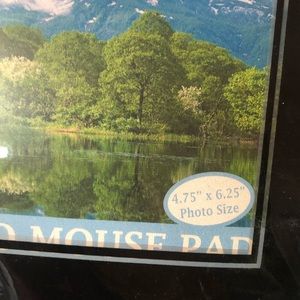 4.75" x 6.25"
Photo Size
O MOUSE PAD